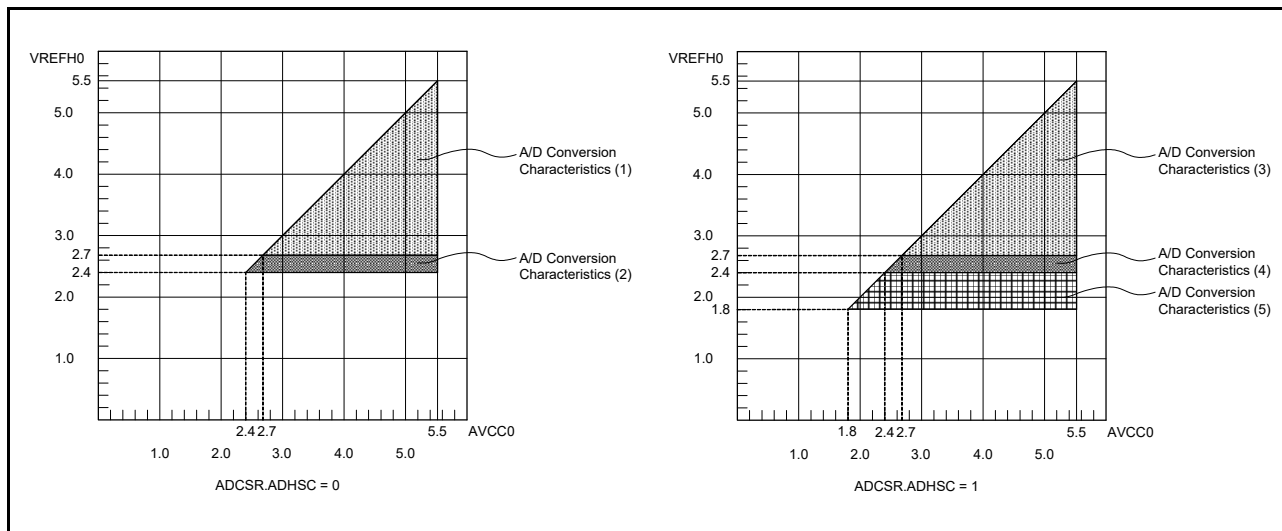 VREFH0
5.5
5.0
4.0
3.0
2.7
2.4
2.0
1.0
A/D Conversion
Characteristics (1)
A/D Conversion
Characteristics (2)
2.4 2.7 5.5 AVCC0
1.0 2.0 3.0 4.0 5.0
ADCSR.ADHSC = 0
VREFH0
5.5
5.0
4.0
3.0
2.7
2.4
2.0
1.8
1.0
A/D Conversion
Characteristics (3)
A/D Conversion
Characteristics (4)
A/D Conversion
Characteristics (5)
1.8 2.4 2.7 5.5 AVCC0
1.0 2.0 3.0 4.0 5.0
ADCSR.ADHSC = 1